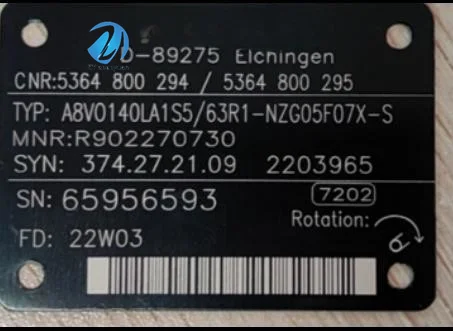 D-89275 Elchingen
CNR:5364 800 294 / 5364 800 295
TYP: A8VO140LA1S5/63R1-NZG05F07X-S
MNR:R902270730
SYN: 374.27.21.09 2203965
SN: 65956593 7202
Rotation:
FD: 22W03